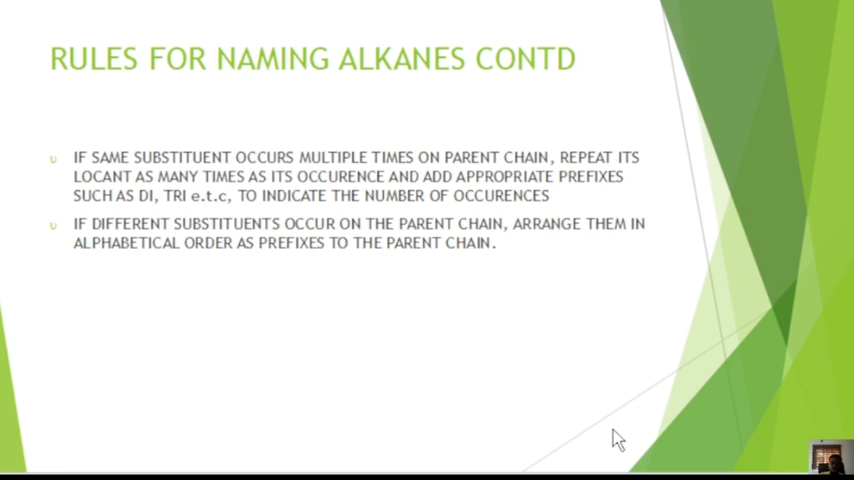 RULES FOR NAMING ALKANES CONTD
IF SAME SUBSTITUENT OCCURS MULTIPLE TIMES ON PARENT CHAIN, REPEAT ITS
LOCANT AS MANY TIMES AS ITS OCCURENCE AND ADD APPROPRIATE PREFIXES
SUCH AS DI, TRI e.t.c, TO INDICATE THE NUMBER OF OCCURENCES
IF DIFFERENT SUBSTITUENTS OCCUR ON THE PARENT CHAIN, ARRANGE THEM IN
ALPHABETICAL ORDER AS PREFIXES TO THE PARENT CHAIN.